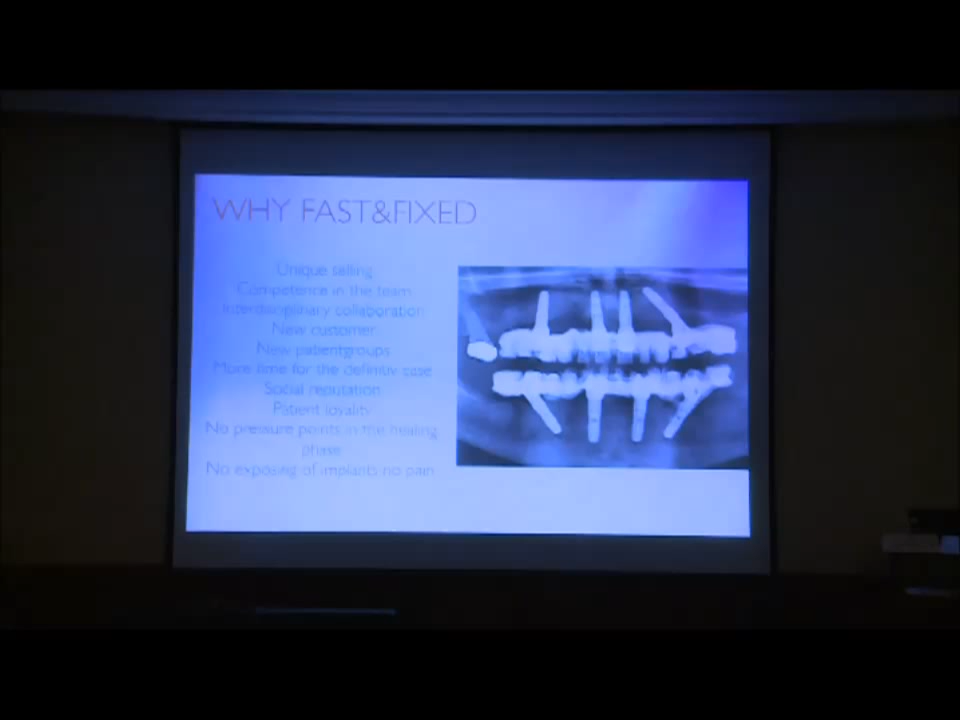 WHY FAST&FIXED
Unique selling
Competence in the team
Interdisciplinary collaboration
New customer
New patientgroups
More time for the definitiv case
Social reputation
Patient loyality
No pressure points in the healing
phase
No exposing of implants no pain